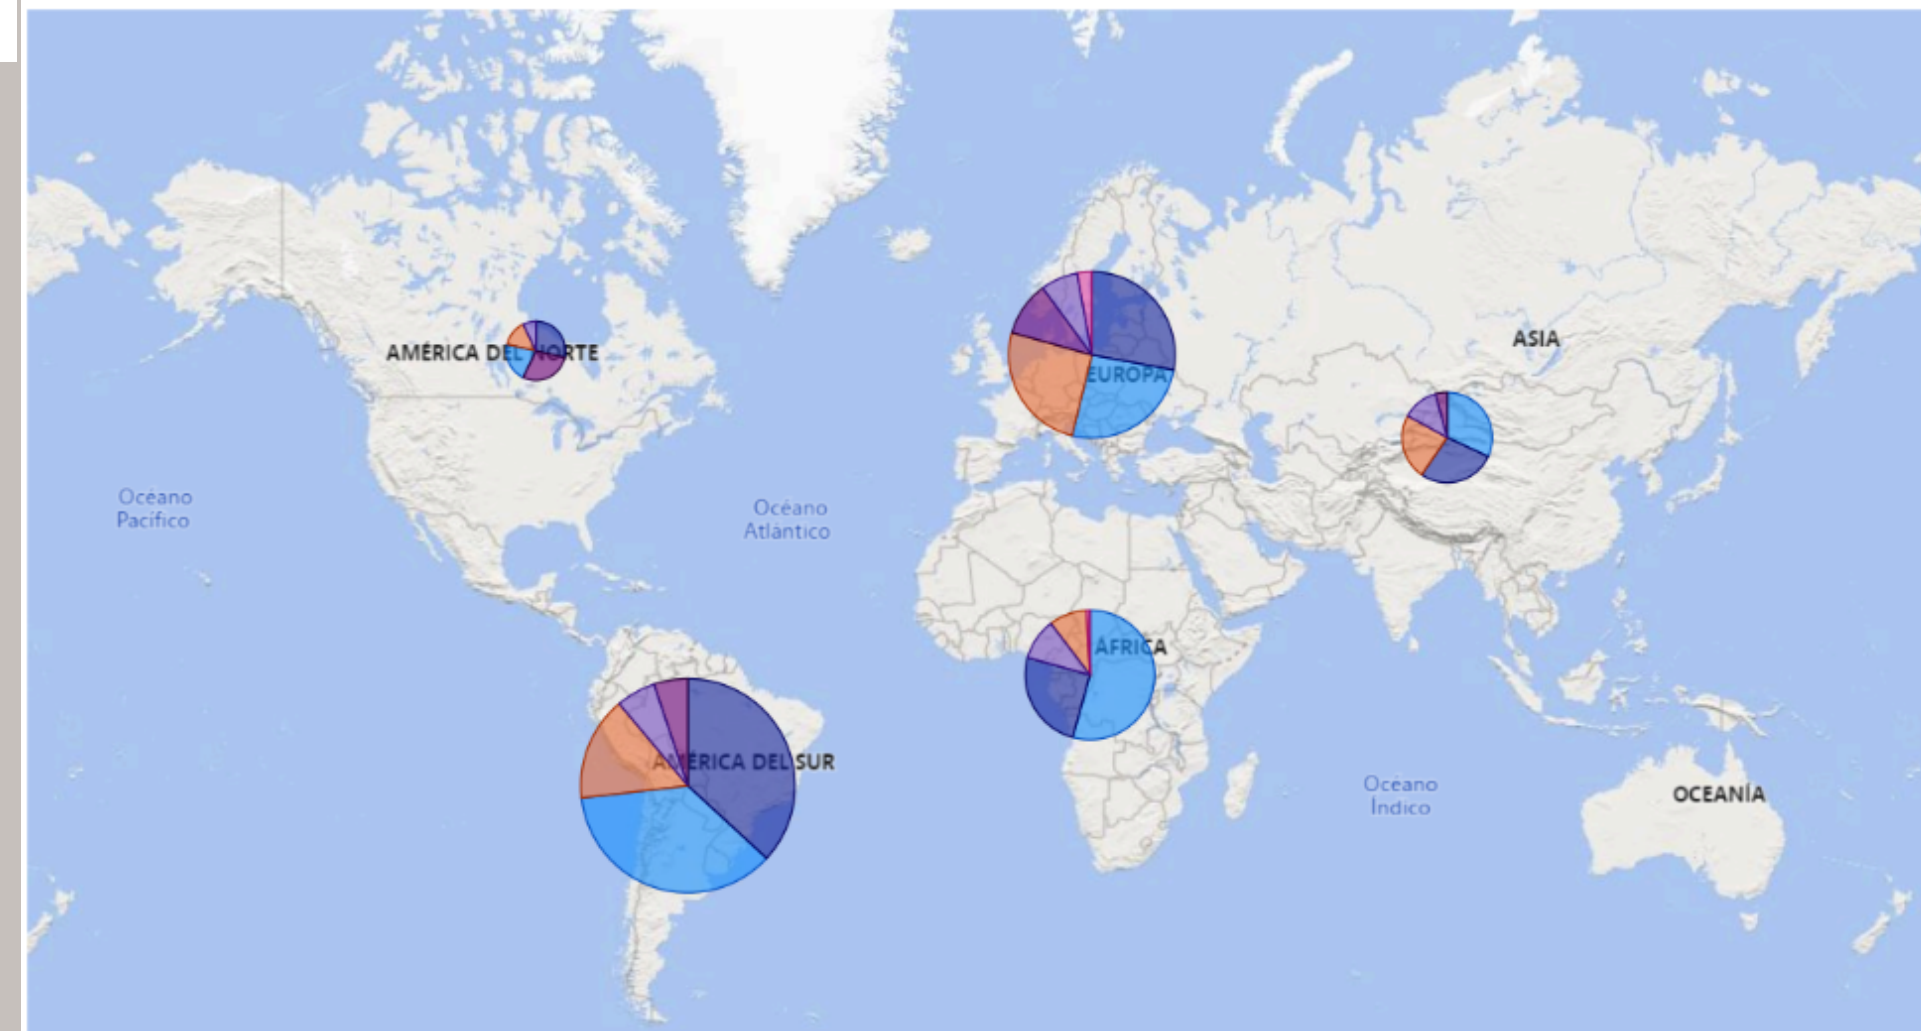 AMÉRICA DEL NORTE
EUROPA
ASIA
Océano
Pacífico
Océano
Atlántico
ÁFRICA
AMÉRICA DEL SUR
Océano
Índico
OCEANÍA